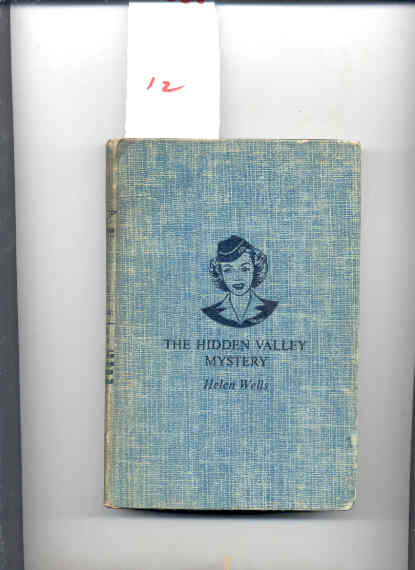 12
THE HIDDEN VALLEY
MYSTERY
Helen Wells